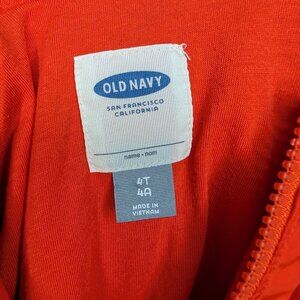 OLD NAVY
SAN FRANCISCO
CALIFORNIA
name • nom
4T
4A
MADE IN
VIETNAM